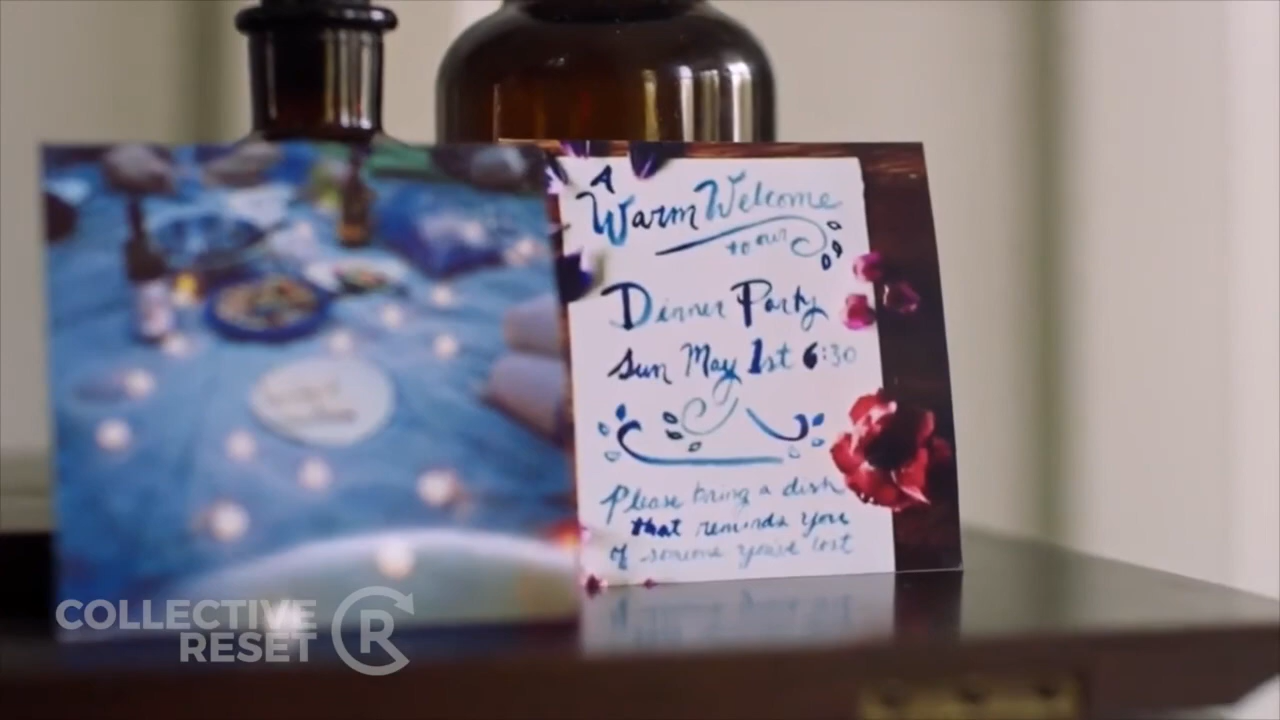 A
Warm Welcome
to our
Dinner Party
Sun May 1st 6:30
Please bring a dish
that reminds you
of someone you've lost
COLLECTIVE
RESET R